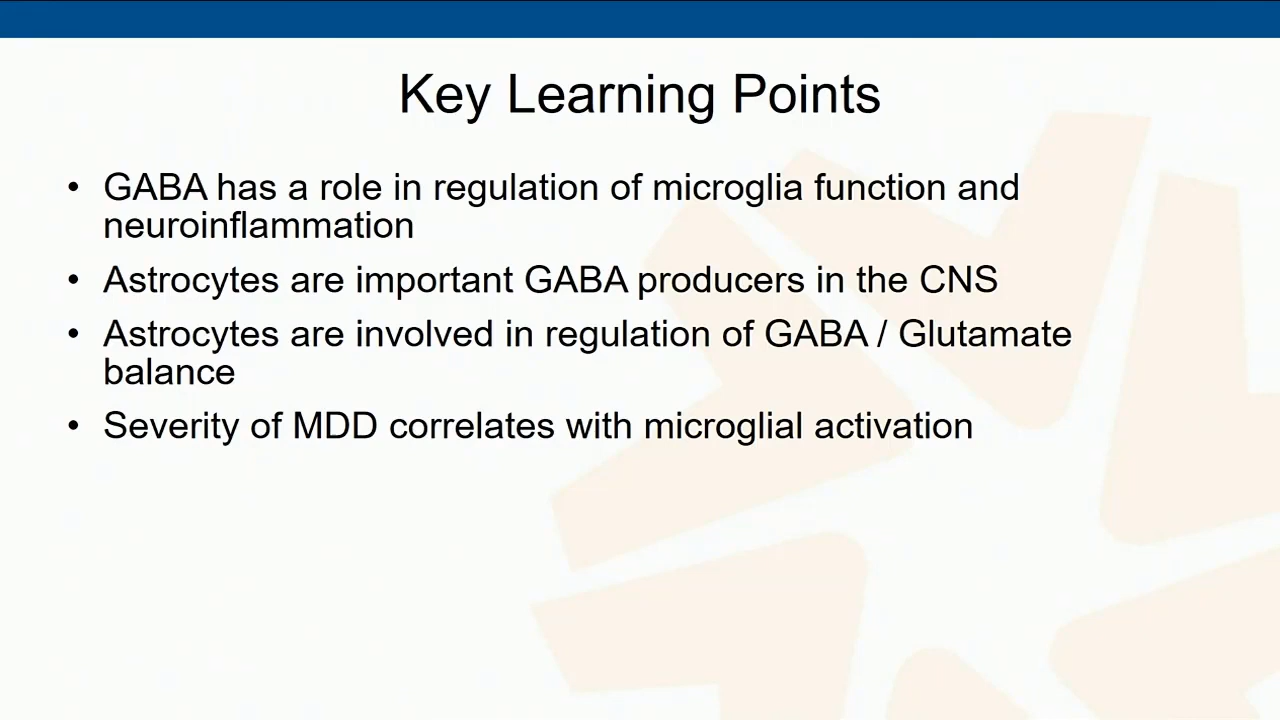 Key Learning Points
• GABA has a role in regulation of microglia function and
neuroinflammation
• Astrocytes are important GABA producers in the CNS
• Astrocytes are involved in regulation of GABA / Glutamate
balance
• Severity of MDD correlates with microglial activation